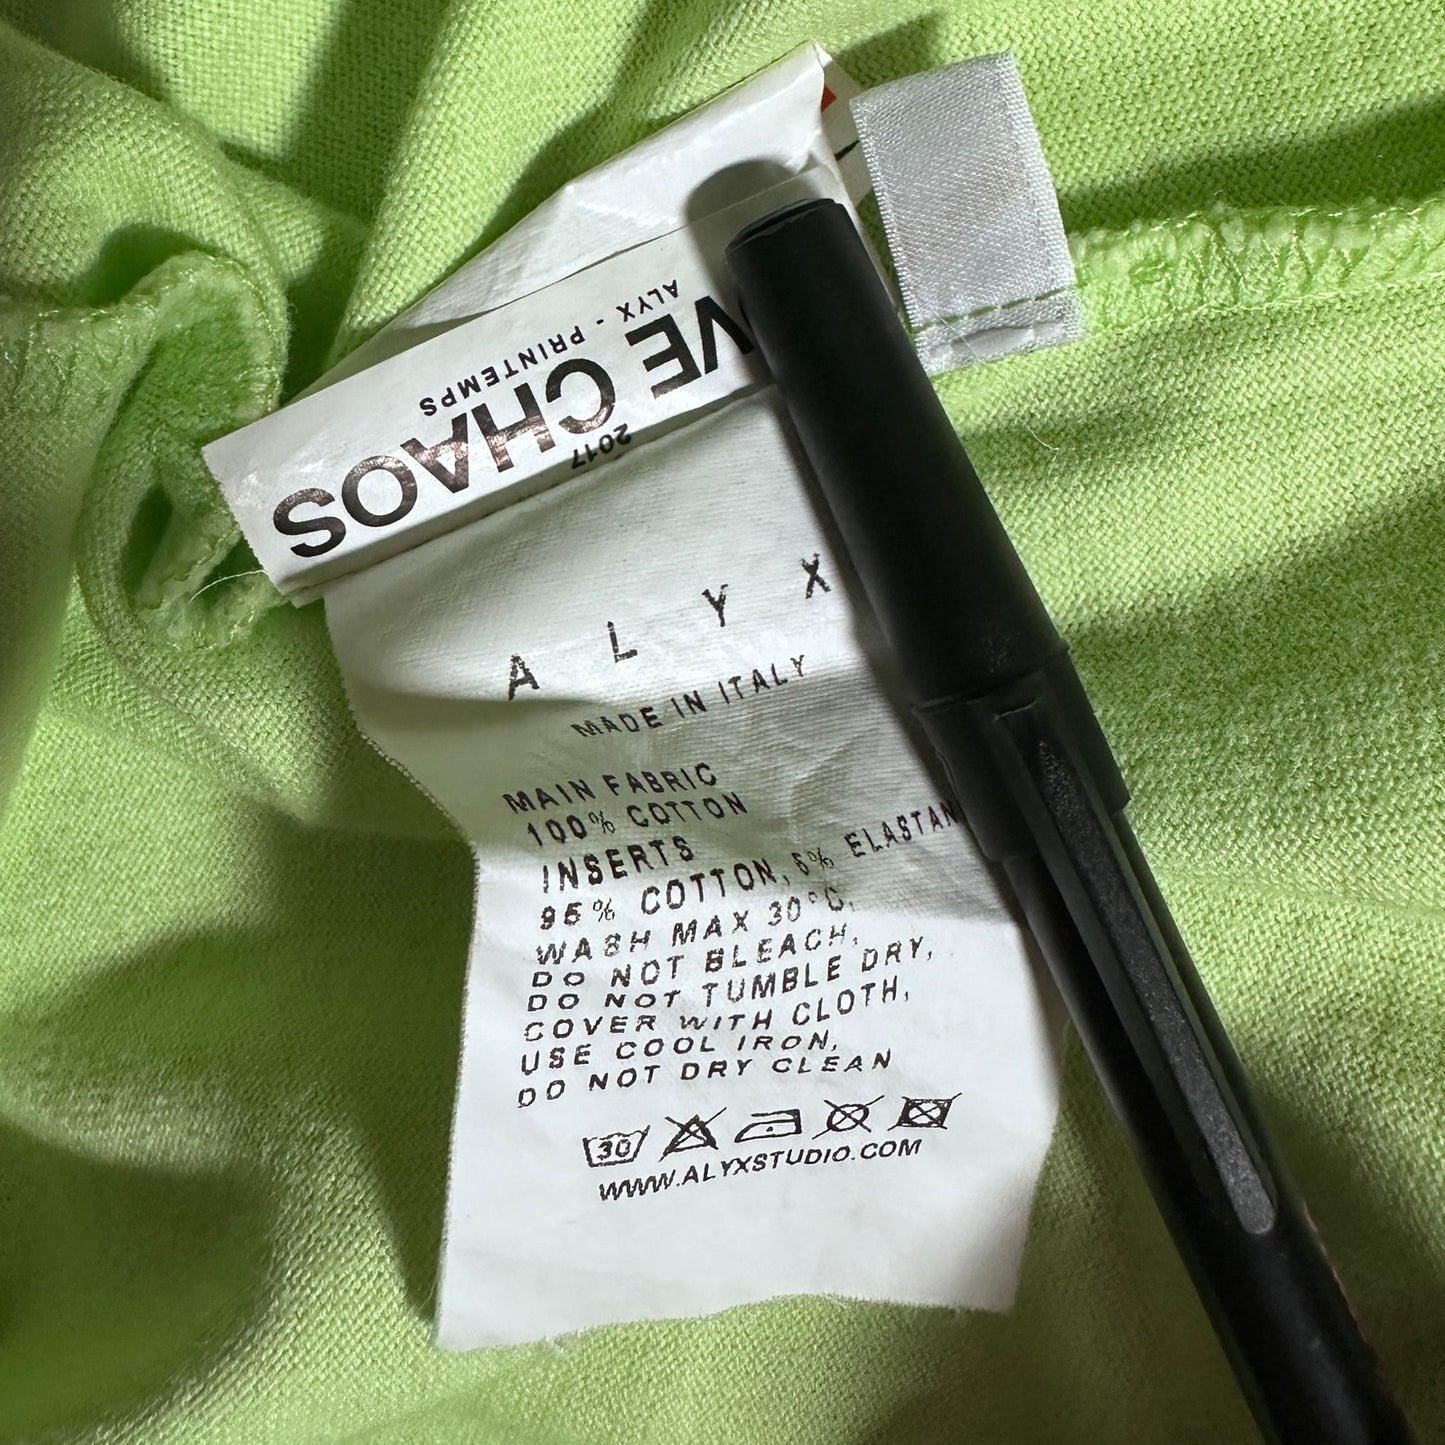 VE CHAOS
ALYX - PRINTEMPS
2017
A L Y X
MADE IN ITALY
MAIN FABRIC
100% COTTON
INSERTS
95% COTTON, 5% ELASTAN
WASH MAX 30°C,
DO NOT BLEACH,
DO NOT TUMBLE DRY,
COVER WITH CLOTH,
USE COOL IRON,
DO NOT DRY CLEAN
30
WWW.ALYXSTUDIO.COM